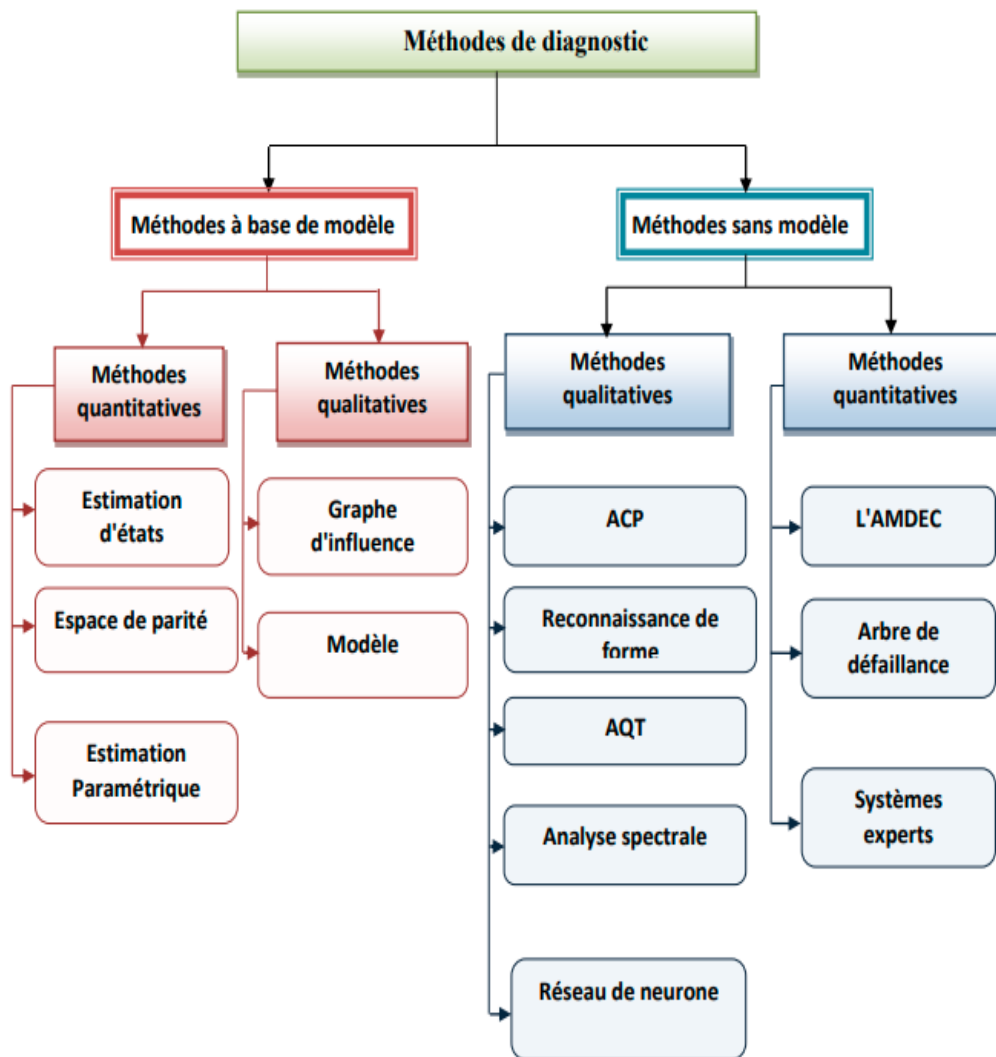 Méthodes de diagnostic
Méthodes à base de modèle
Méthodes sans modèle
Méthodes
quantitatives
Méthodes
qualitatives
Méthodes
qualitatives
Méthodes
quantitatives
Estimation
d'états
Espace de parité
Estimation
Paramétrique
Graphe
d'influence
Modèle
ACP
Reconnaissance de
forme
AQT
Analyse spectrale
Réseau de neurone
L'AMDEC
Arbre de
défaillance
Systèmes
experts